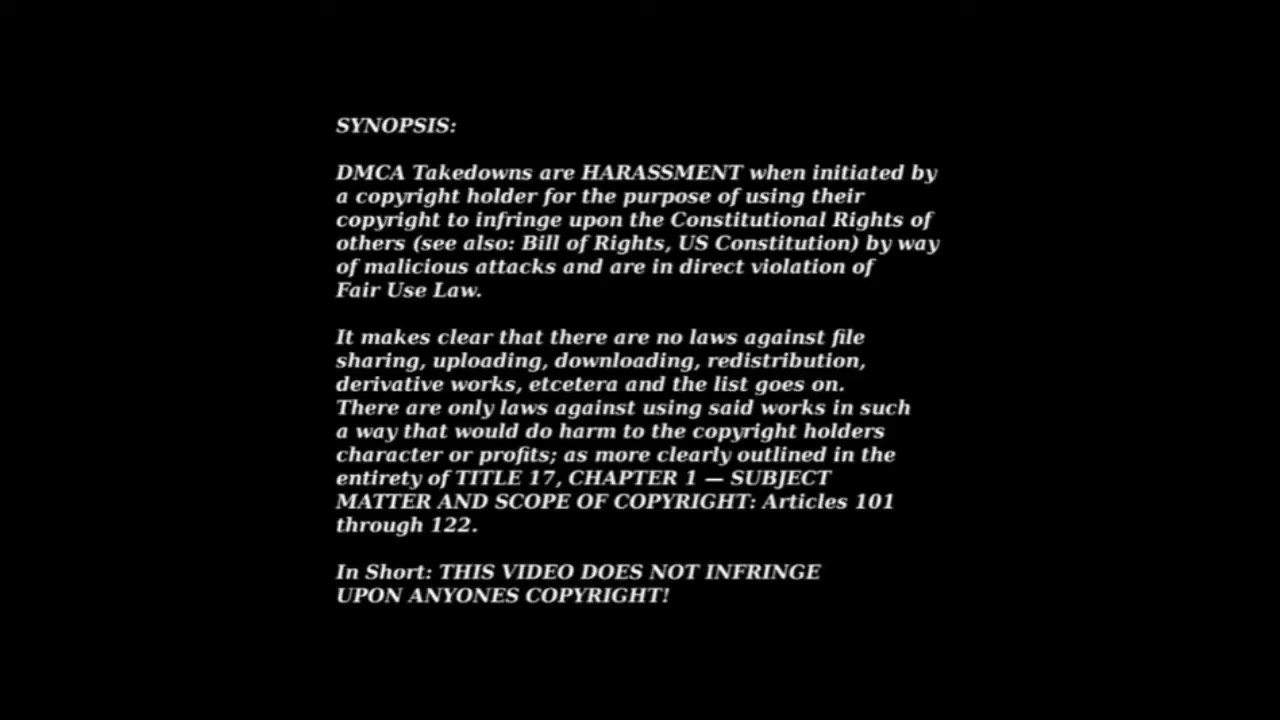 SYNOPSIS:
DMCA Takedowns are HARASSMENT when initiated by
a copyright holder for the purpose of using their
copyright to infringe upon the Constitutional Rights of
others (see also: Bill of Rights, US Constitution) by way
of malicious attacks and are in direct violation of
Fair Use Law.
It makes clear that there are no laws against file
sharing, uploading, downloading, redistribution,
derivative works, etcetera and the list goes on.
There are only laws against using said works in such
a way that would do harm to the copyright holders
character or profits; as more clearly outlined in the
entirety of TITLE 17, CHAPTER 1 — SUBJECT
MATTER AND SCOPE OF COPYRIGHT: Articles 101
through 122.
In Short: THIS VIDEO DOES NOT INFRINGE
UPON ANYONES COPYRIGHT!